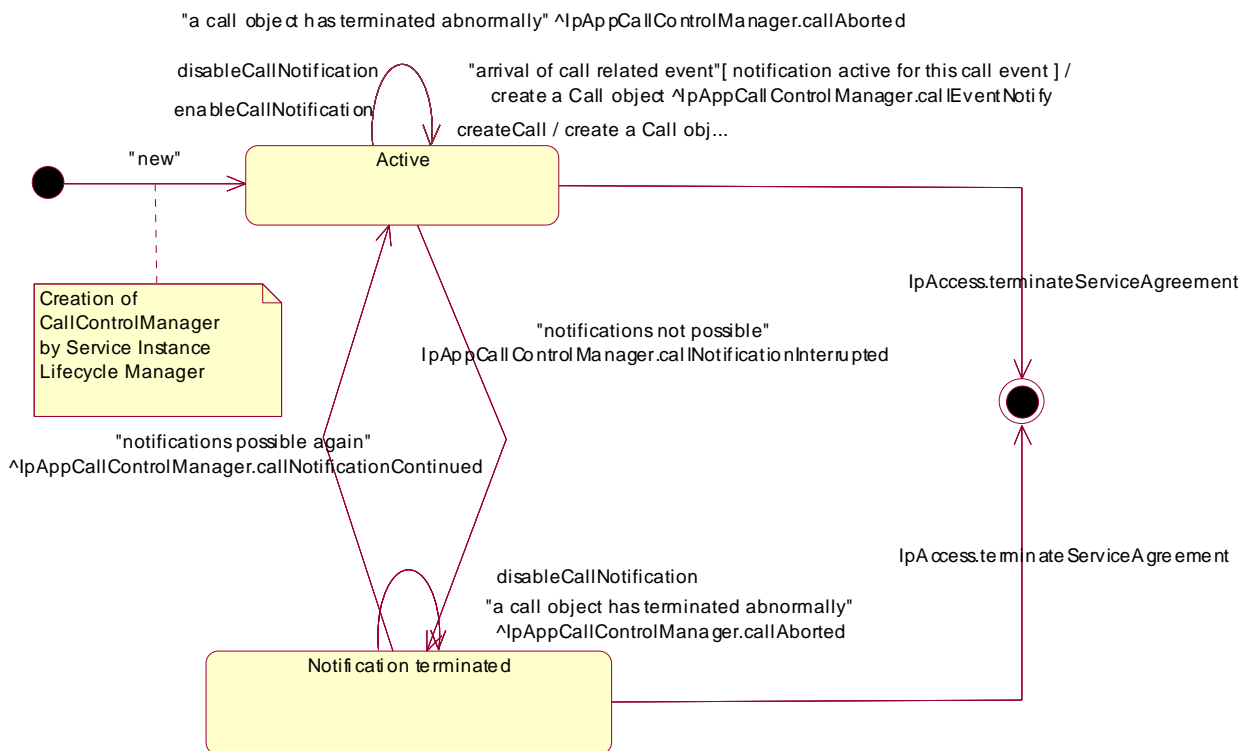 "a call object has terminated abnormally" ^IpAppCallControlManager.callAborted
disableCallNotification
"arrival of call related event"[ notification active for this call event ] /
enableCallNotification
create a Call object ^IpAppCallControlManager.callEventNotify
createCall / create a Call obj...
"new"
Active
IpAccess.terminateServiceAgreement
Creation of
CallControlManager
by Service Instance
Lifecycle Manager
"notifications not possible"
IpAppCallControlManager.callNotificationInterrupted
"notifications possible again"
^IpAppCallControlManager.callNotificationContinued
IpAccess.terminateServiceAgreement
disableCallNotification
"a call object has terminated abnormally"
^IpAppCallControlManager.callAborted
Notification terminated